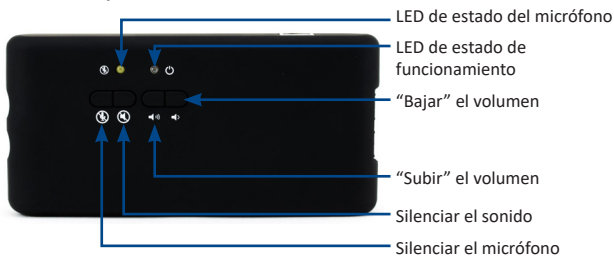 LED de estado del micrófono
LED de estado de
funcionamiento
“Bajar” el volumen
“Subir” el volumen
Silenciar el sonido
Silenciar el micrófono